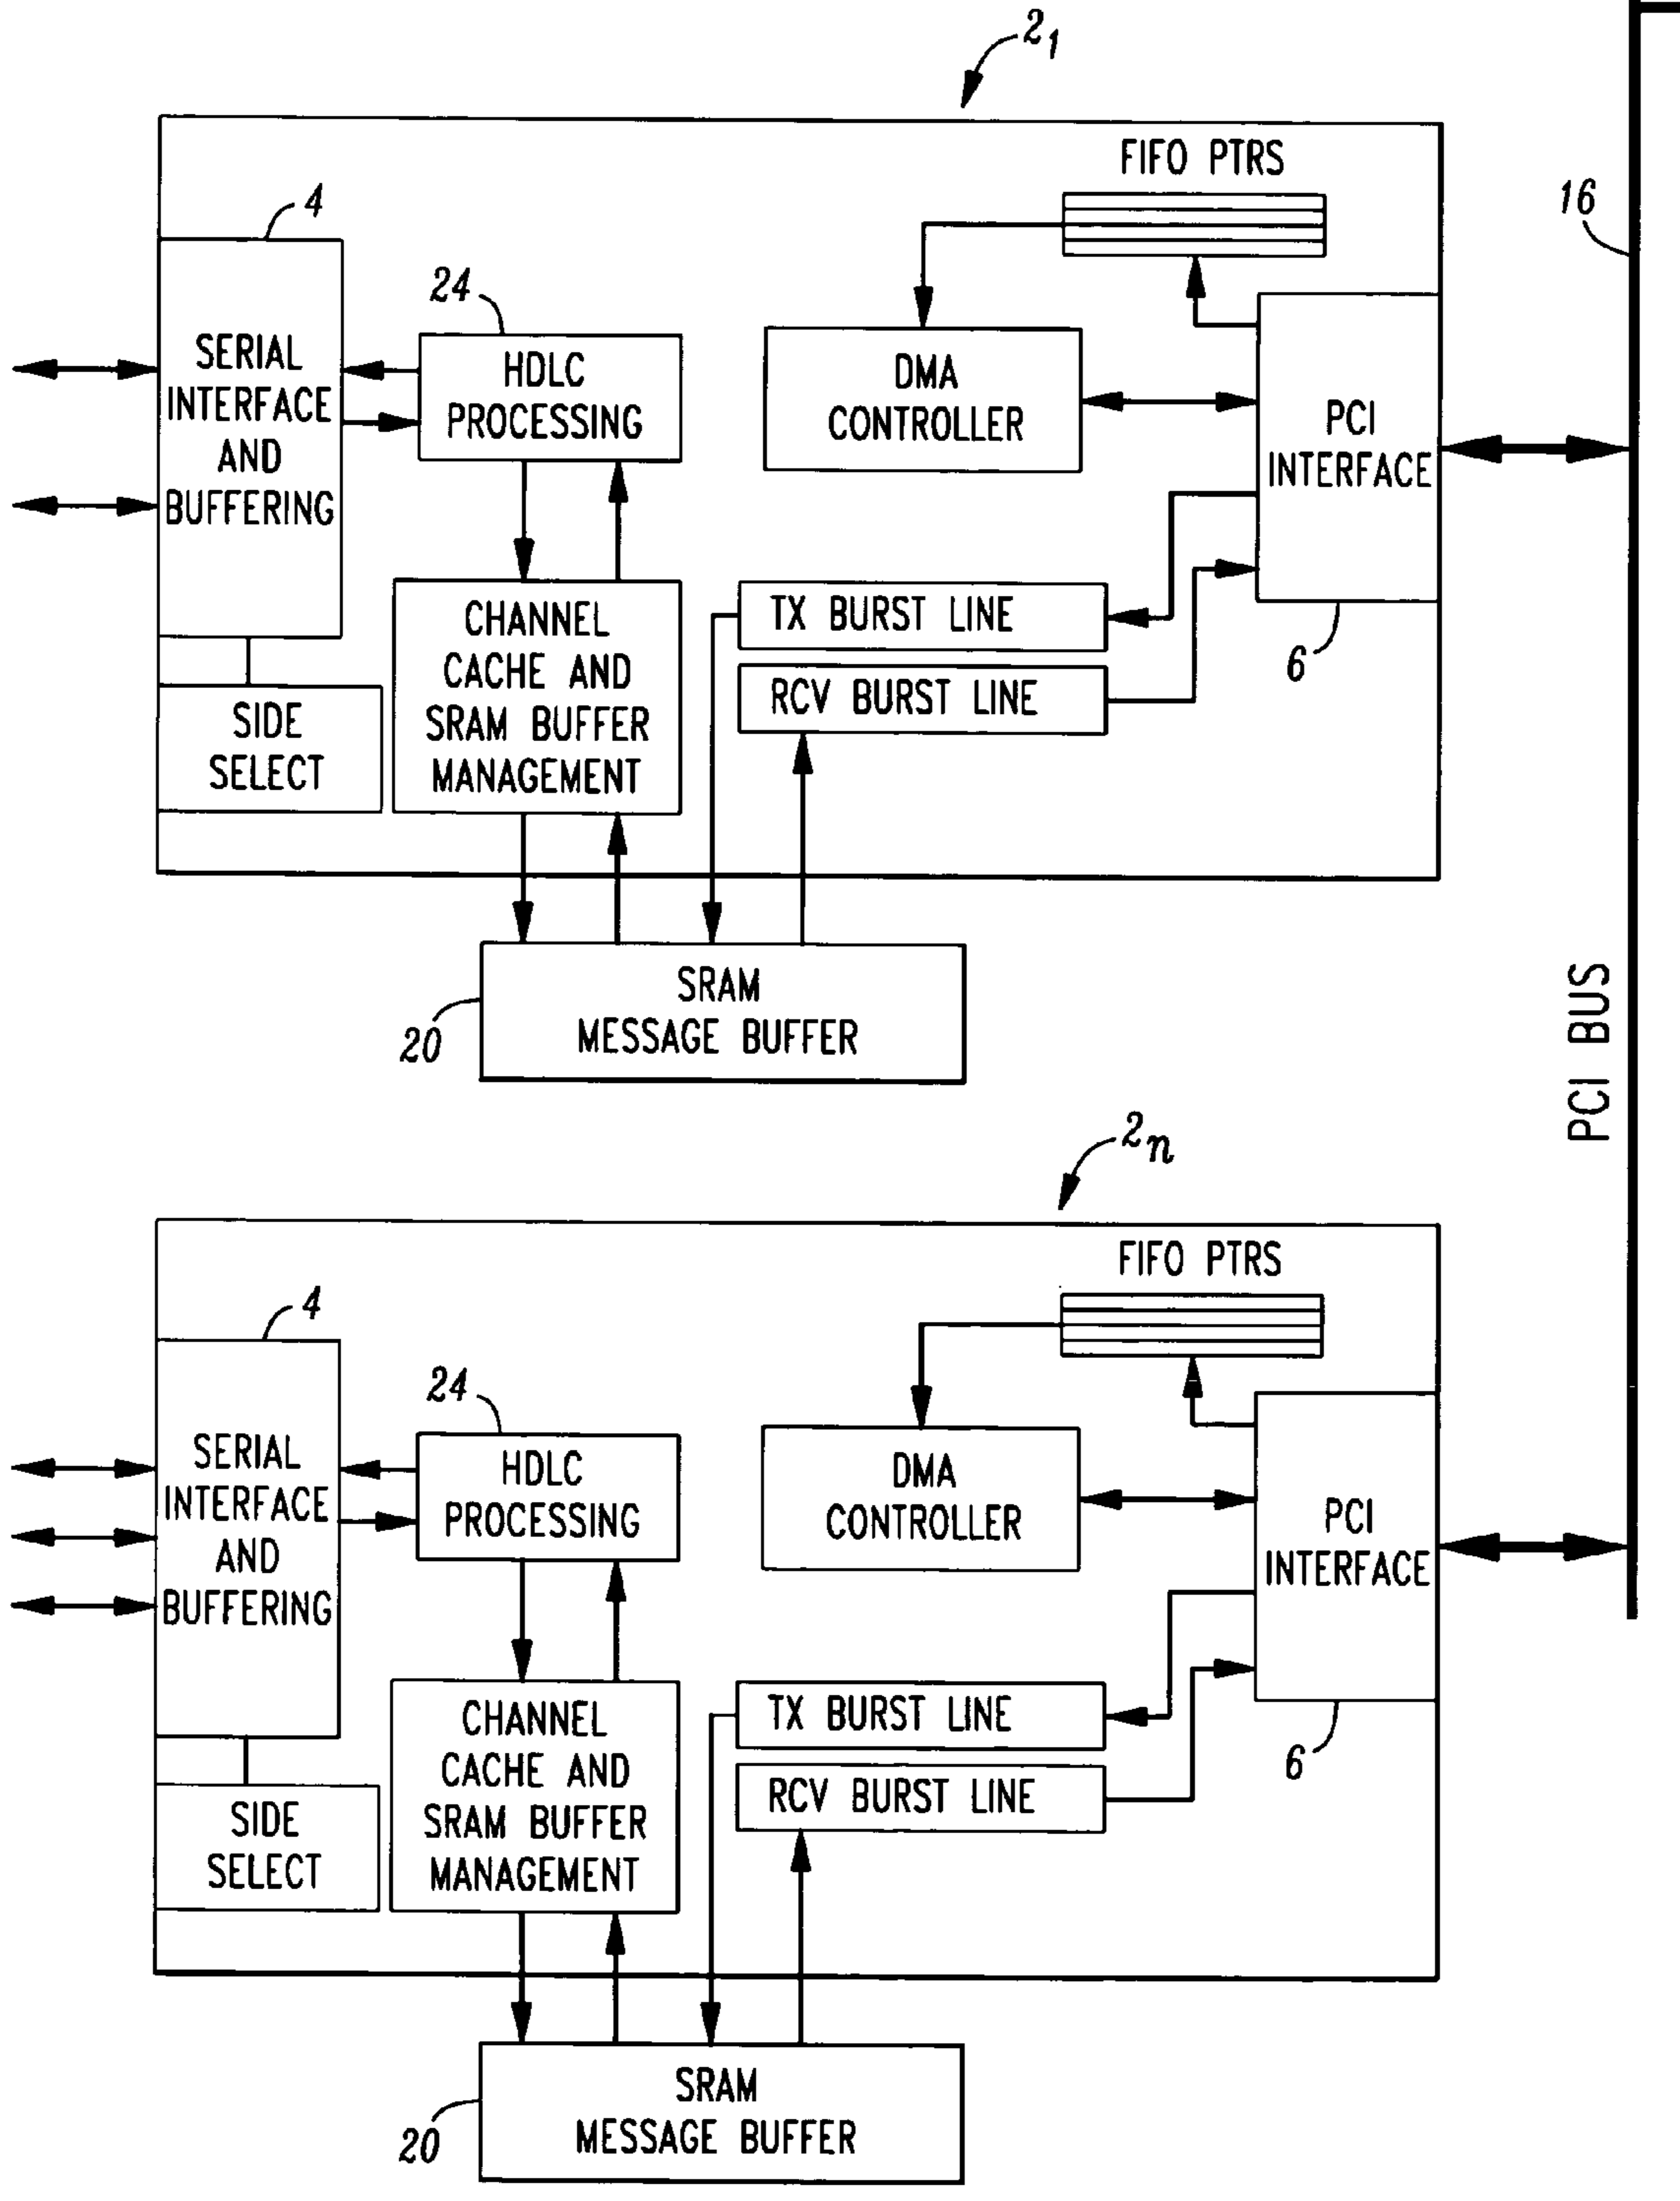 2₁
FIFO PTRS
16
4
24
SERIAL
INTERFACE
AND
BUFFERING
HDLC
PROCESSING
DMA
CONTROLLER
PCI
INTERFACE
CHANNEL
CACHE AND
SRAM BUFFER
MANAGEMENT
TX BURST LINE
RCV BURST LINE
6
SIDE
SELECT
SRAM
MESSAGE BUFFER
20
PCI BUS
2n
FIFO PTRS
4
24
SERIAL
INTERFACE
AND
BUFFERING
HDLC
PROCESSING
DMA
CONTROLLER
PCI
INTERFACE
CHANNEL
CACHE AND
SRAM BUFFER
MANAGEMENT
TX BURST LINE
RCV BURST LINE
6
SIDE
SELECT
SRAM
MESSAGE BUFFER
20